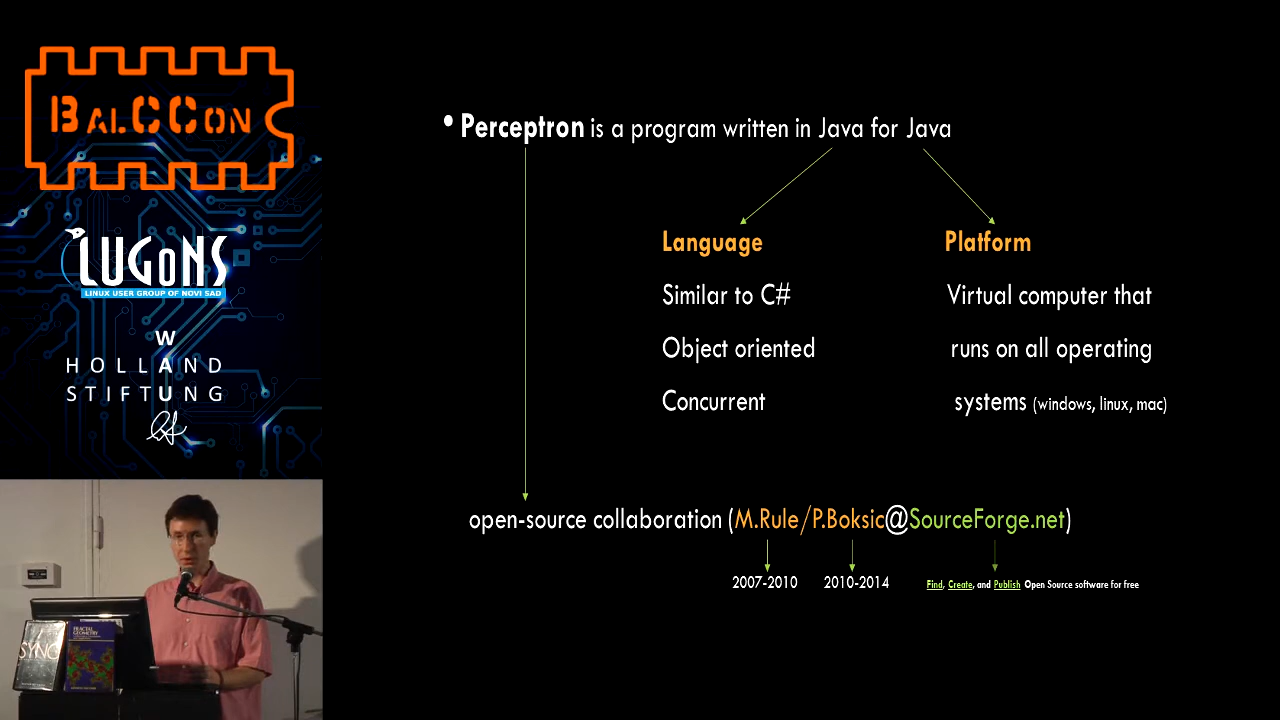 BALCCON
LUGONS
LINUX USER GROUP OF NOVI SAD
W
HOLLAND
STIFTUNG
SYNC
FRACTAL
GEOMETRY
• Perceptron is a program written in Java for Java
Language
Platform
Similar to C#
Virtual computer that
Object oriented
runs on all operating
Concurrent
systems (windows, linux, mac)
open-source collaboration (M.Rule/P.Boksic@SourceForge.net)
2007-2010
2010-2014
Find, Create, and Publish Open Source software for free